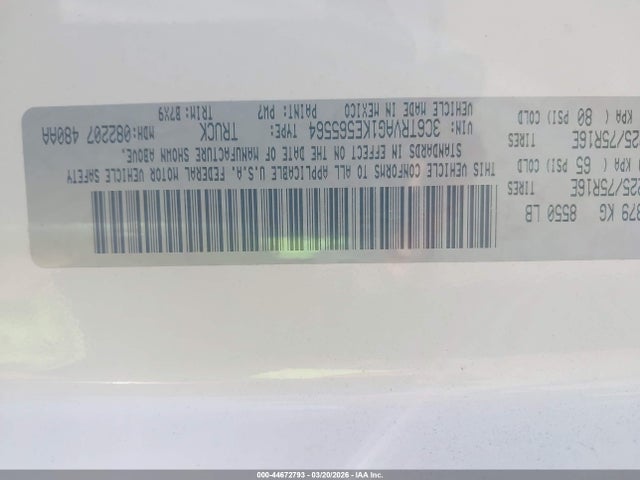 879 KG 8550 LB
25/75R16E TIRES
KPA ( 65 PSI) COLD
25/75R16E TIRES
KPA ( 80 PSI) COLD
THIS VEHICLE CONFORMS TO ALL APPLICABLE U.S.A. FEDERAL MOTOR VEHICLE SAFETY
STANDARDS IN EFFECT ON THE DATE OF MANUFACTURE SHOWN ABOVE.
VIN: 3C6TRVAG1KE565564 TYPE: TRUCK MDH:082207 480AA
VEHICLE MADE IN MEXICO PAINT: PW7 TRIM:B7X9
000-44672793 - 03/20/2026 - IAA Inc.